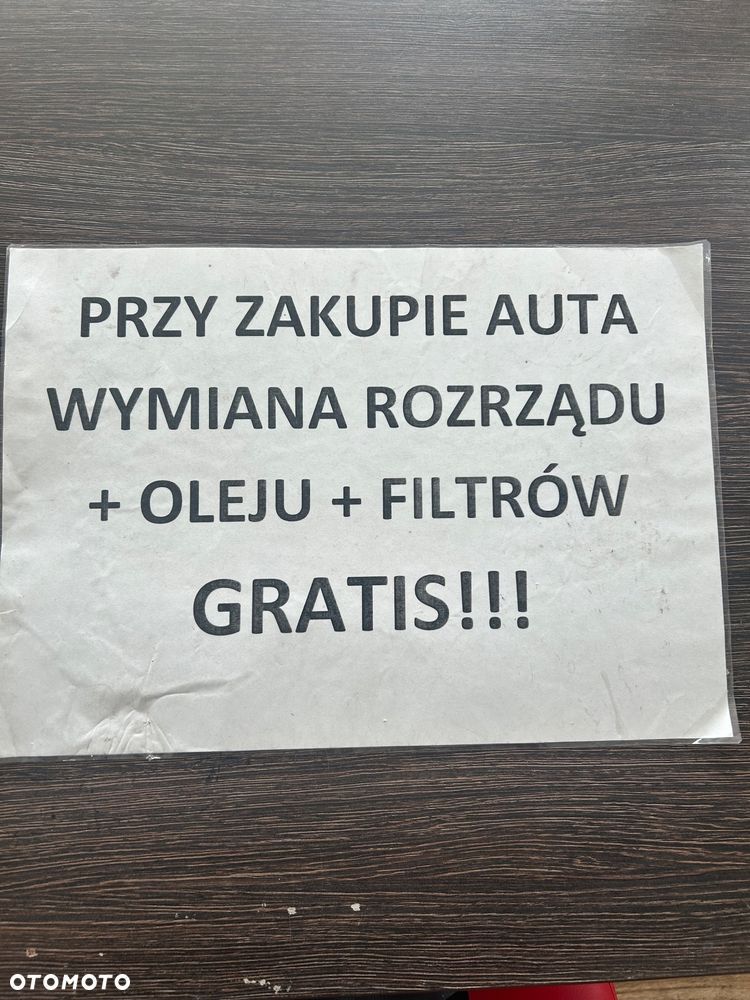 PRZY ZAKUPIE AUTA
WYMIANA ROZRZĄDU
+ OLEJU + FILTRÓW
GRATIS!!!
OTOMOTO